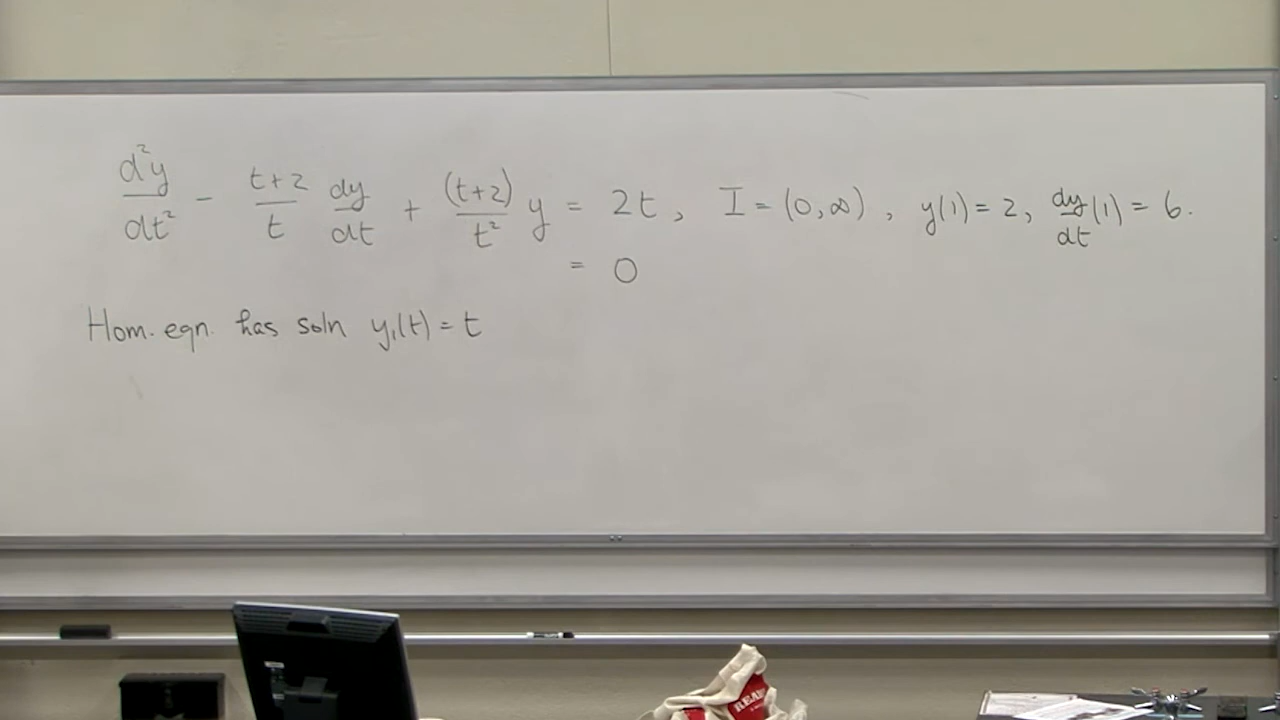 d²y/dt² - t+2/t dy/dt + (t+2)/t² y = 2t, I = (0,∞), y(1) = 2, dy/dt(1) = 6.
= 0
Hom. eqn. has soln y₁(t) = t